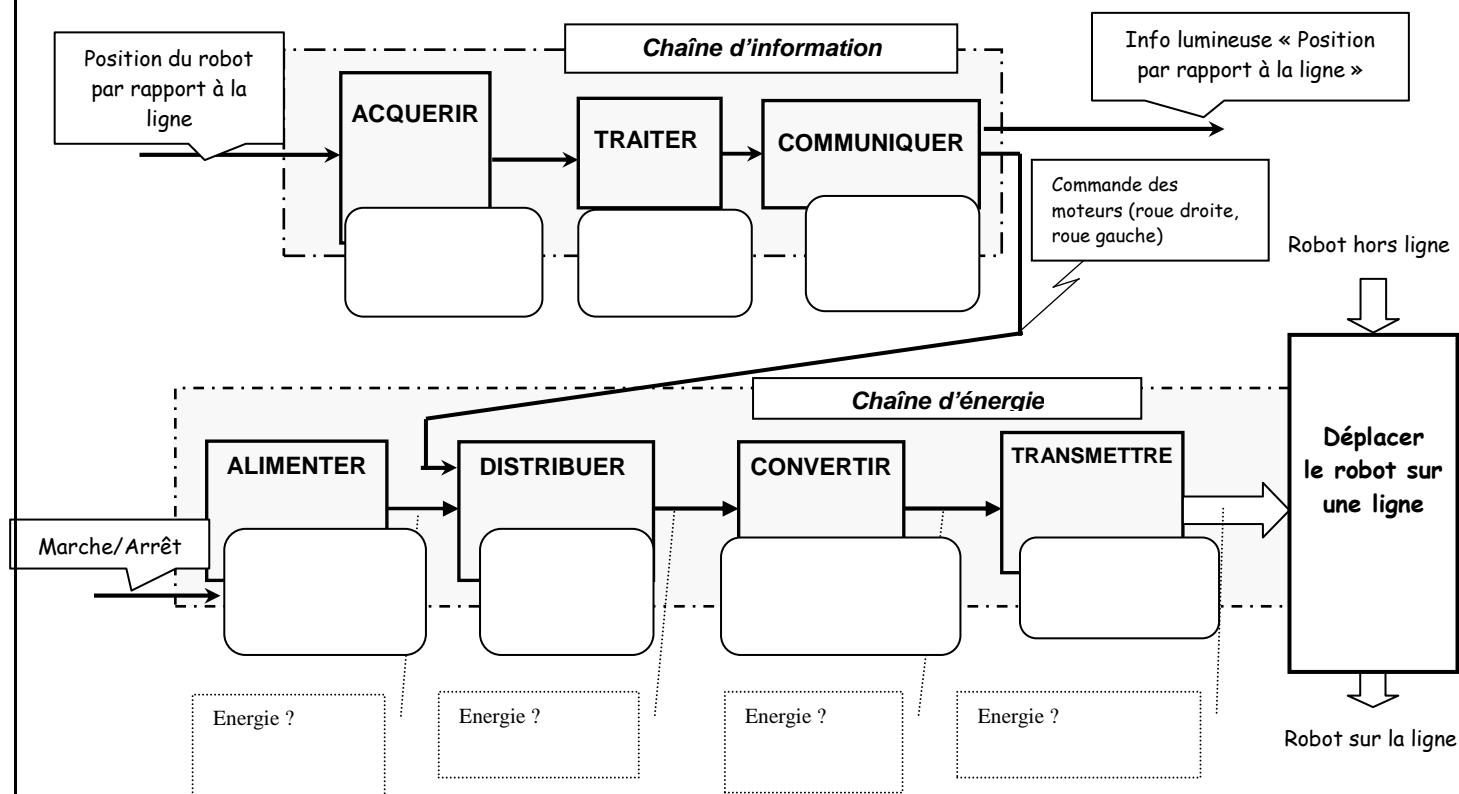 Chaîne d'information
Position du robot
par rapport à la
ligne
Info lumineuse « Position
par rapport à la ligne »
ACQUERIR
TRAITER
COMMUNIQUER
Commande des
moteurs (roue droite,
roue gauche)
Robot hors ligne
Chaîne d'énergie
ALIMENTER
DISTRIBUER
CONVERTIR
TRANSMETTRE
Déplacer
le robot sur
une ligne
Marche/Arrêt
Energie ?
Energie ?
Energie ?
Energie ?
Robot sur la ligne